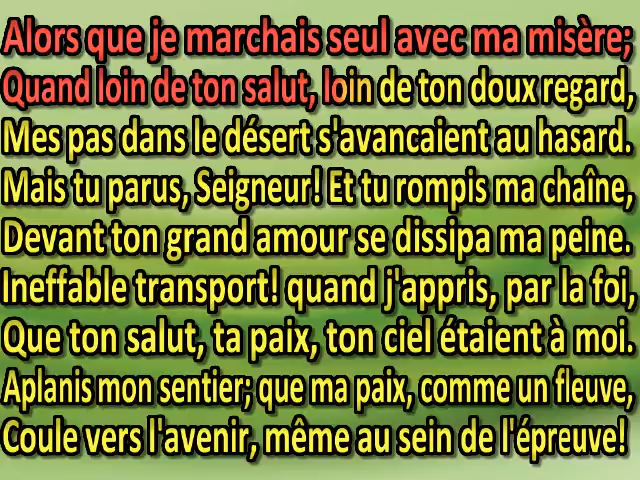 Alors que je marchais seul avec ma misère;
Quand loin de ton salut, loin de ton doux regard,
Mes pas dans le désert s'avancaient au hasard.
Mais tu parus, Seigneur! Et tu rompis ma chaîne,
Devant ton grand amour se dissipa ma peine.
Ineffable transport! quand j'appris, par la foi,
Que ton salut, ta paix, ton ciel étaient à moi.
Aplanis mon sentier; que ma paix, comme un fleuve,
Coule vers l'avenir, même au sein de l'épreuve!